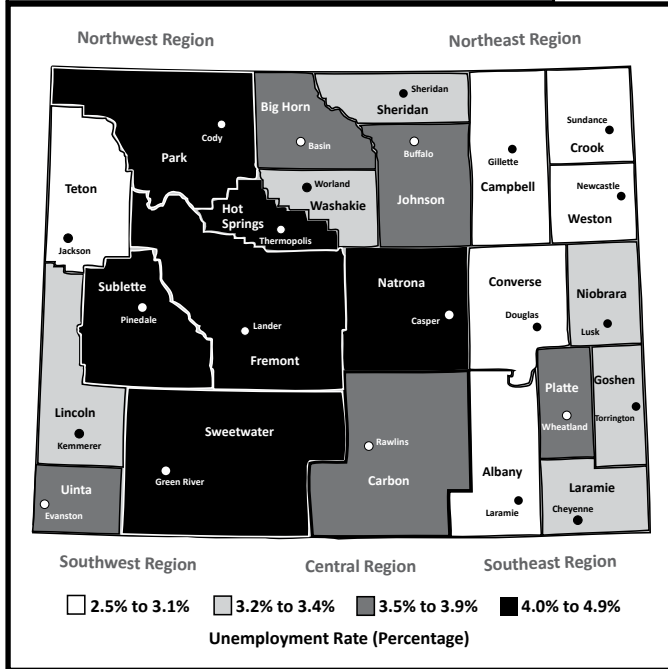 Northwest Region
Northeast Region
Sheridan
Sheridan
Big Horn
Basin
Cody
Park
Buffalo
Johnson
Gillette
Campbell
Sundance
Crook
Teton
Jackson
Worland
Washakie
Hot
Springs
Thermopolis
Newcastle
Weston
Sublette
Pinedale
Lander
Fremont
Natrona
Casper
Converse
Douglas
Niobrara
Lusk
Lincoln
Kemmerer
Sweetwater
Green River
Rawlins
Carbon
Platte
Wheatland
Goshen
Torrington
Uinta
Evanston
Albany
Laramie
Laramie
Cheyenne
Southwest Region
Central Region
Southeast Region
2.5% to 3.1%
3.2% to 3.4%
3.5% to 3.9%
4.0% to 4.9%
Unemployment Rate (Percentage)